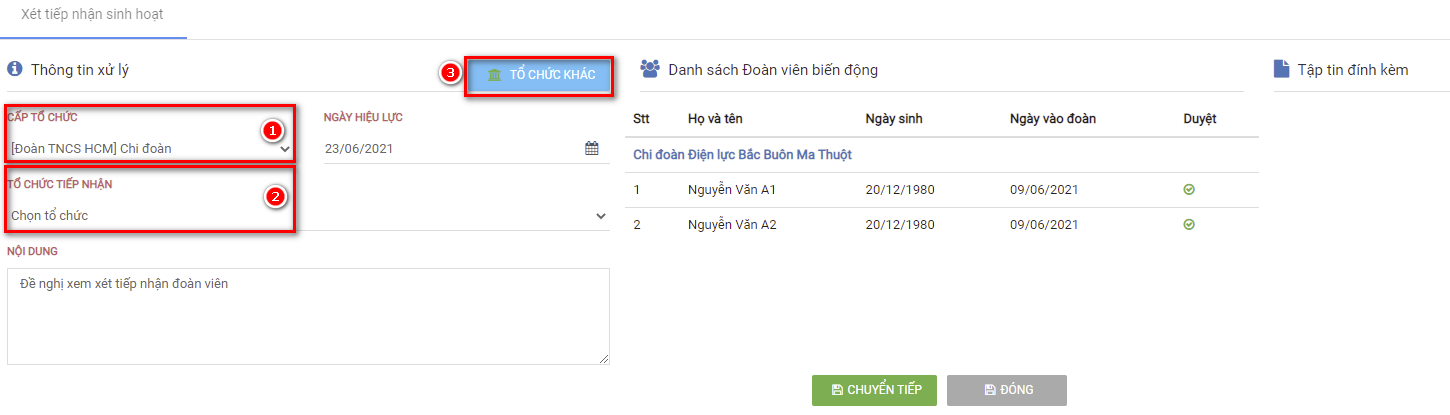 Xét tiếp nhận sinh hoạt
Thông tin xử lý
3
TỔ CHỨC KHÁC
CẤP TỔ CHỨC
1
[Đoàn TNCS HCM] Chi đoàn
NGÀY HIỆU LỰC
23/06/2021
TỔ CHỨC TIẾP NHẬN
2
Chọn tổ chức
NỘI DUNG
Đề nghị xem xét tiếp nhận đoàn viên
Danh sách Đoàn viên biến động
Stt Họ và tên Ngày sinh Ngày vào đoàn Duyệt
Chi đoàn Điện lực Bắc Buôn Ma Thuột
1 Nguyễn Văn A1 20/12/1980 09/06/2021
2 Nguyễn Văn A2 20/12/1980 09/06/2021
Tập tin đính kèm
CHUYỂN TIẾP
ĐÓNG